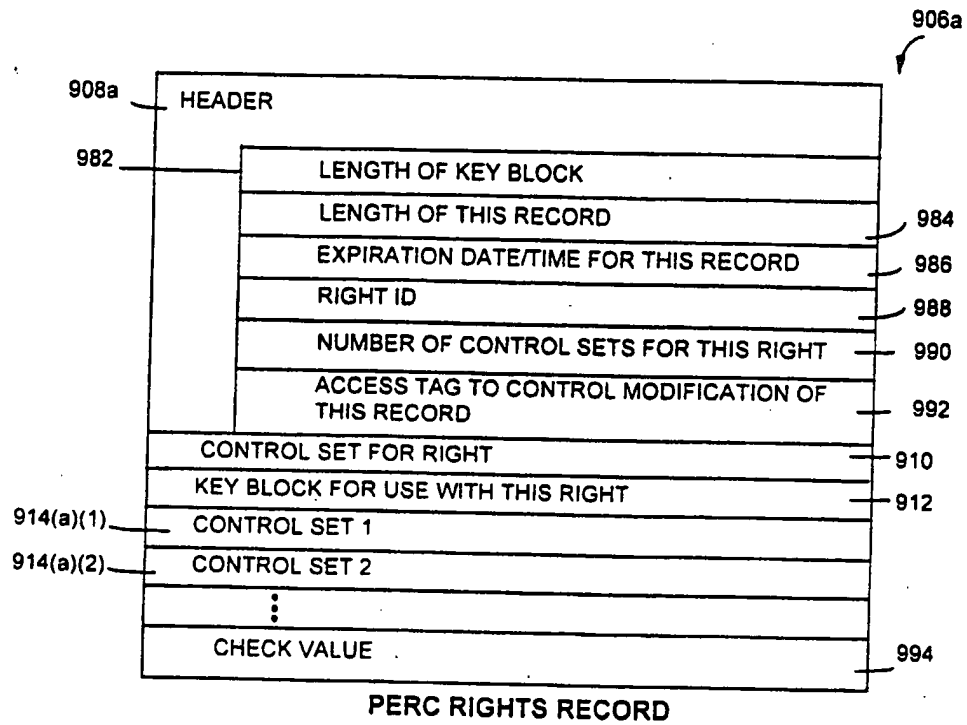 906a
908a HEADER
982 LENGTH OF KEY BLOCK
LENGTH OF THIS RECORD 984
EXPIRATION DATE/TIME FOR THIS RECORD 986
RIGHT ID 988
NUMBER OF CONTROL SETS FOR THIS RIGHT 990
ACCESS TAG TO CONTROL MODIFICATION OF
THIS RECORD 992
CONTROL SET FOR RIGHT 910
KEY BLOCK FOR USE WITH THIS RIGHT 912
914(a)(1) CONTROL SET 1
914(a)(2) CONTROL SET 2
CHECK VALUE 994
PERC RIGHTS RECORD